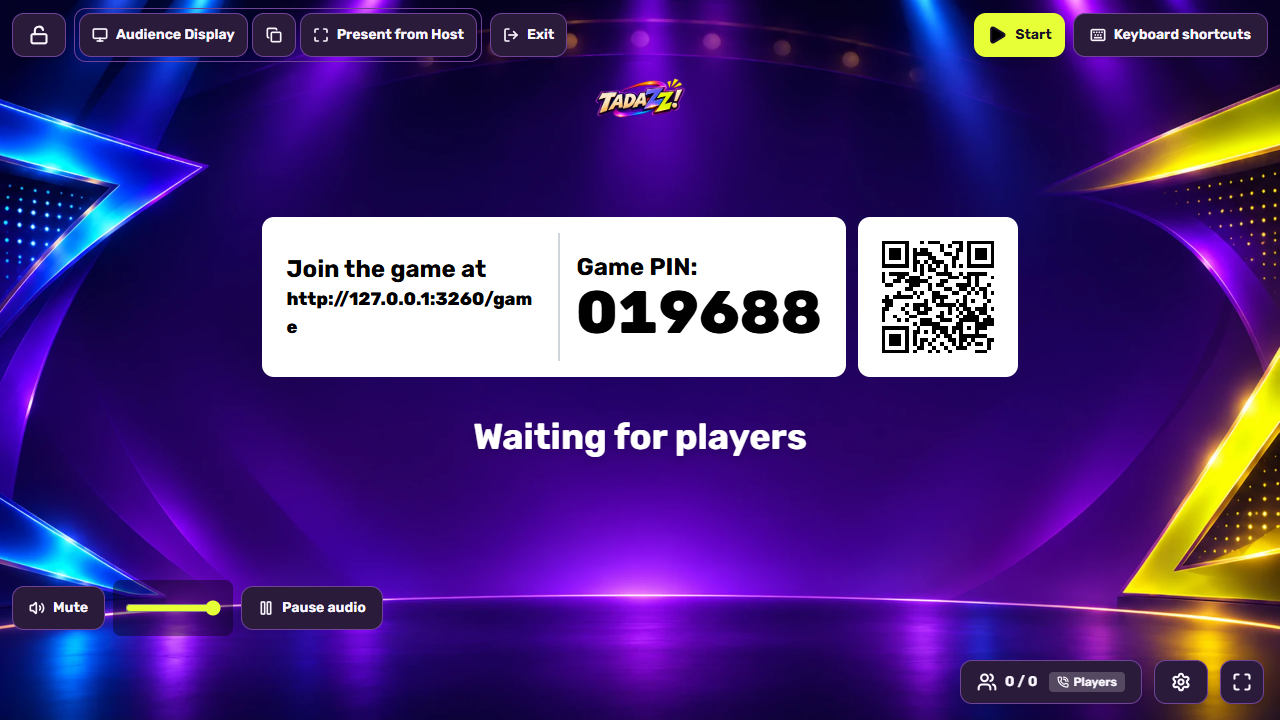 Audience Display
Present from Host
Exit
Start
Keyboard shortcuts
TADAZZ!
Join the game at
http://127.0.0.1:3260/gam
e
Game PIN:
019688
Waiting for players
Mute
Pause audio
0 / 0
Players